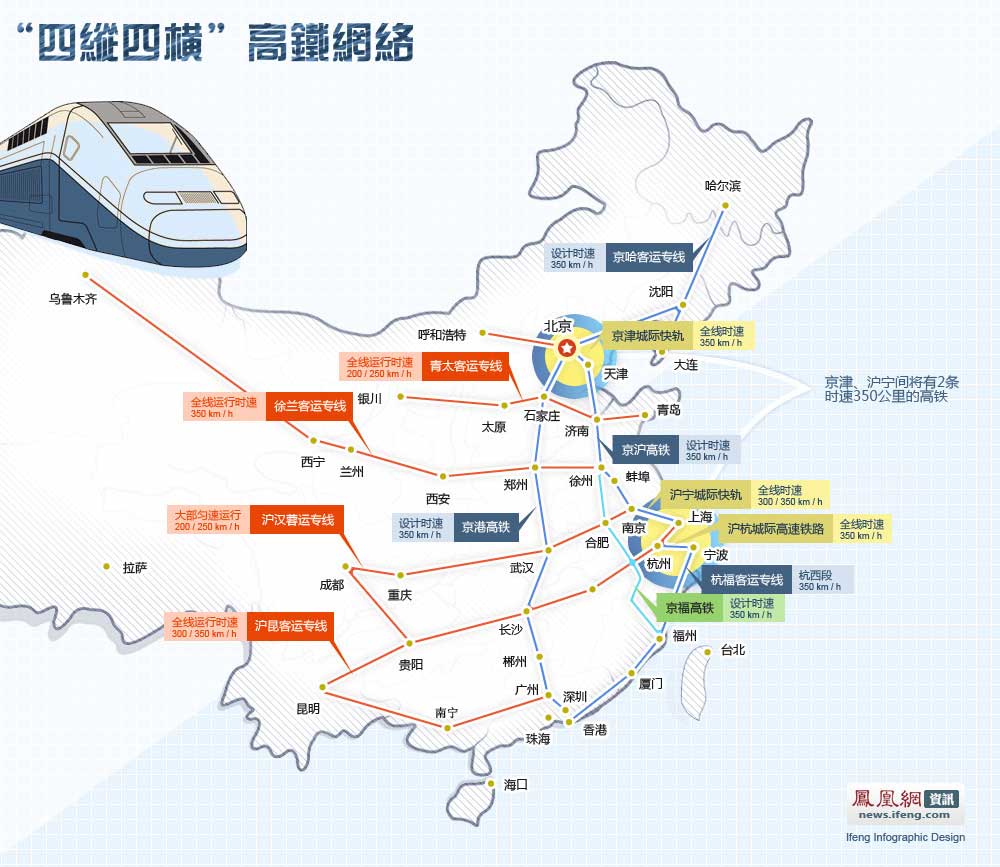 “四縱四橫”高鐵網絡
哈尔滨
设计时速
350 km / h
京哈客运专线
乌鲁木齐
沈阳
呼和浩特
北京
京津城际快轨
全线时速
350 km / h
大连
天津
全线运行时速
200 / 250 km / h
青太客运专线
京津、沪宁间将有2条
时速350公里的高铁
全线运行时速
350 km / h
徐兰客运专线
银川
太原
石家庄
济南
青岛
京沪高铁
设计时速
350 km / h
西宁
兰州
西安
郑州
徐州
蚌埠
沪宁城际快轨
全线时速
300 / 350 km / h
大部匀速运行
200 / 250 km / h
沪汉蓉运专线
设计时速
350 km / h
京港高铁
南京
上海
沪杭城际高速铁路
全线时速
350 km / h
合肥
杭州
宁波
拉萨
成都
重庆
武汉
杭福客运专线
杭西段
350 km / h
京福高铁
设计时速
350 km / h
全线运行时速
300 / 350 km / h
沪昆客运专线
长沙
福州
台北
贵阳
郴州
厦门
昆明
南宁
广州
深圳
珠海
香港
海口
鳳凰網
資訊
news.ifeng.com
Ifeng Infographic Design